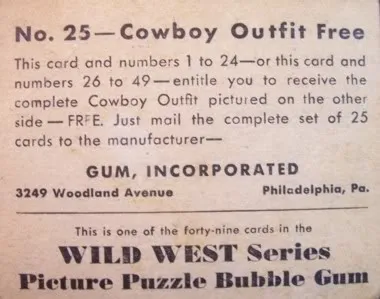 No. 25—Cowboy Outfit Free
This card and numbers 1 to 24—or this card and
numbers 26 to 49—entitle you to receive the
complete Cowboy Outfit pictured on the other
side—FREE. Just mail the complete set of 25
cards to the manufacturer—
GUM, INCORPORATED
3249 Woodland Avenue Philadelphia, Pa.
This is one of the forty-nine cards in the
WILD WEST Series
Picture Puzzle Bubble Gum